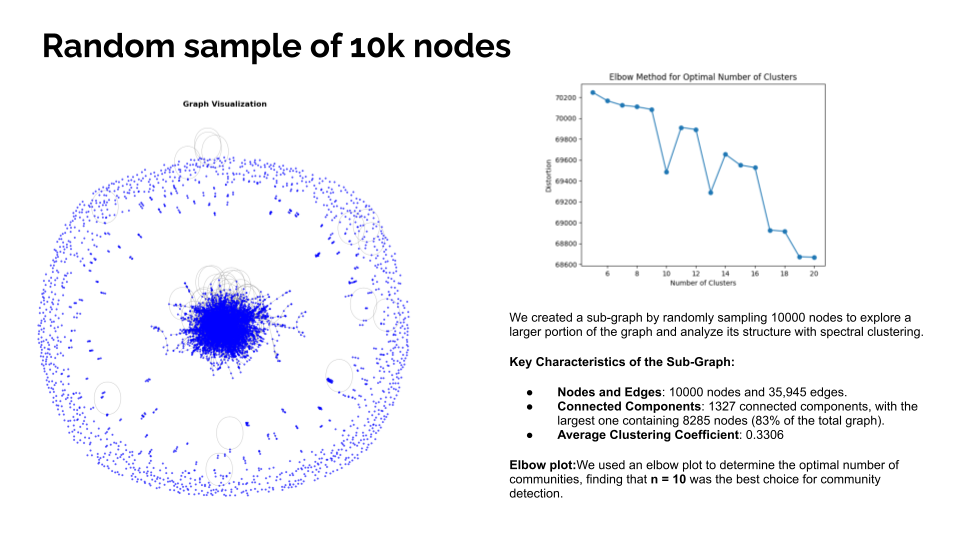 Random sample of 10k nodes
Graph Visualization
Elbow Method for Optimal Number of Clusters
70200
70000
69800
69600
69400
69200
69000
68800
68600
Distortion
6 8 10 12 14 16 18 20
Number of Clusters
We created a sub-graph by randomly sampling 10000 nodes to explore a
larger portion of the graph and analyze its structure with spectral clustering.
Key Characteristics of the Sub-Graph:
● Nodes and Edges: 10000 nodes and 35,945 edges.
● Connected Components: 1327 connected components, with the
largest one containing 8285 nodes (83% of the total graph).
● Average Clustering Coefficient: 0.3306
Elbow plot:We used an elbow plot to determine the optimal number of
communities, finding that n = 10 was the best choice for community
detection.